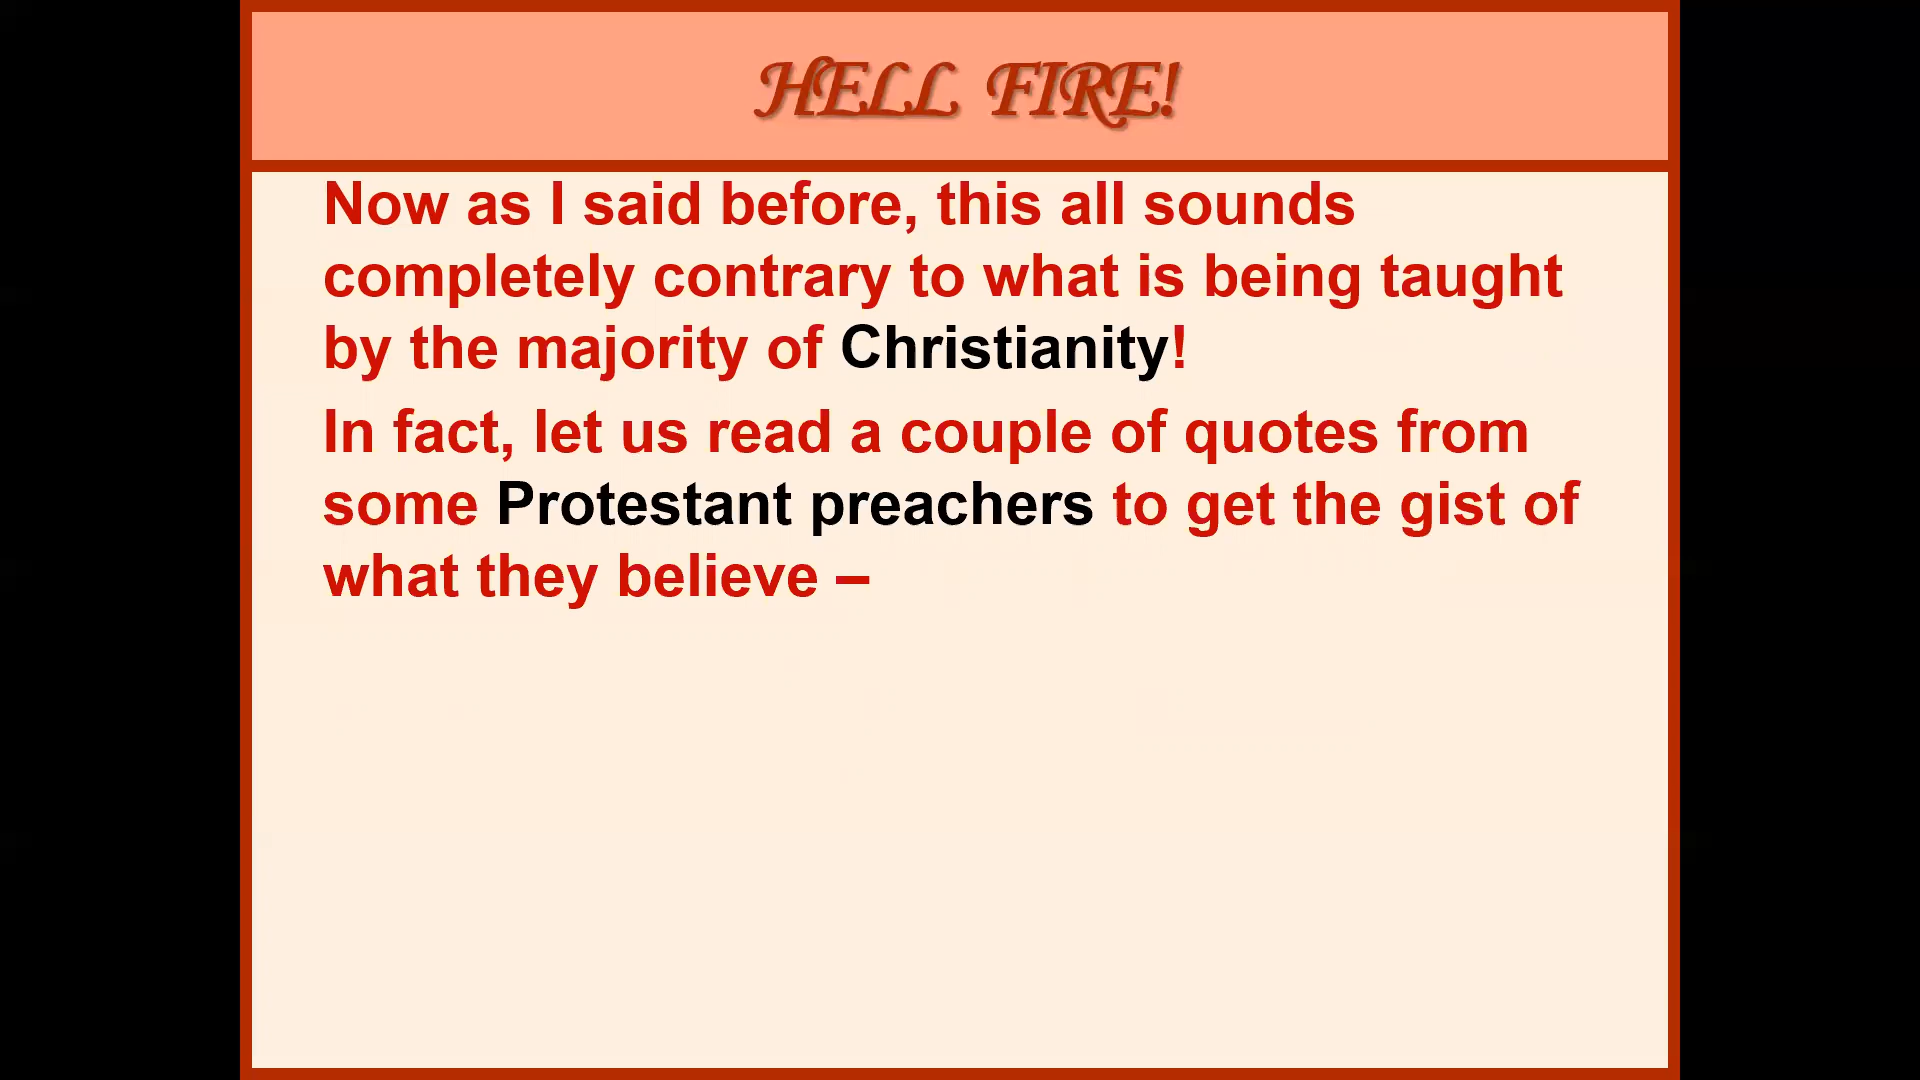 HELL FIRE!
Now as I said before, this all sounds
completely contrary to what is being taught
by the majority of Christianity!
In fact, let us read a couple of quotes from
some Protestant preachers to get the gist of
what they believe –